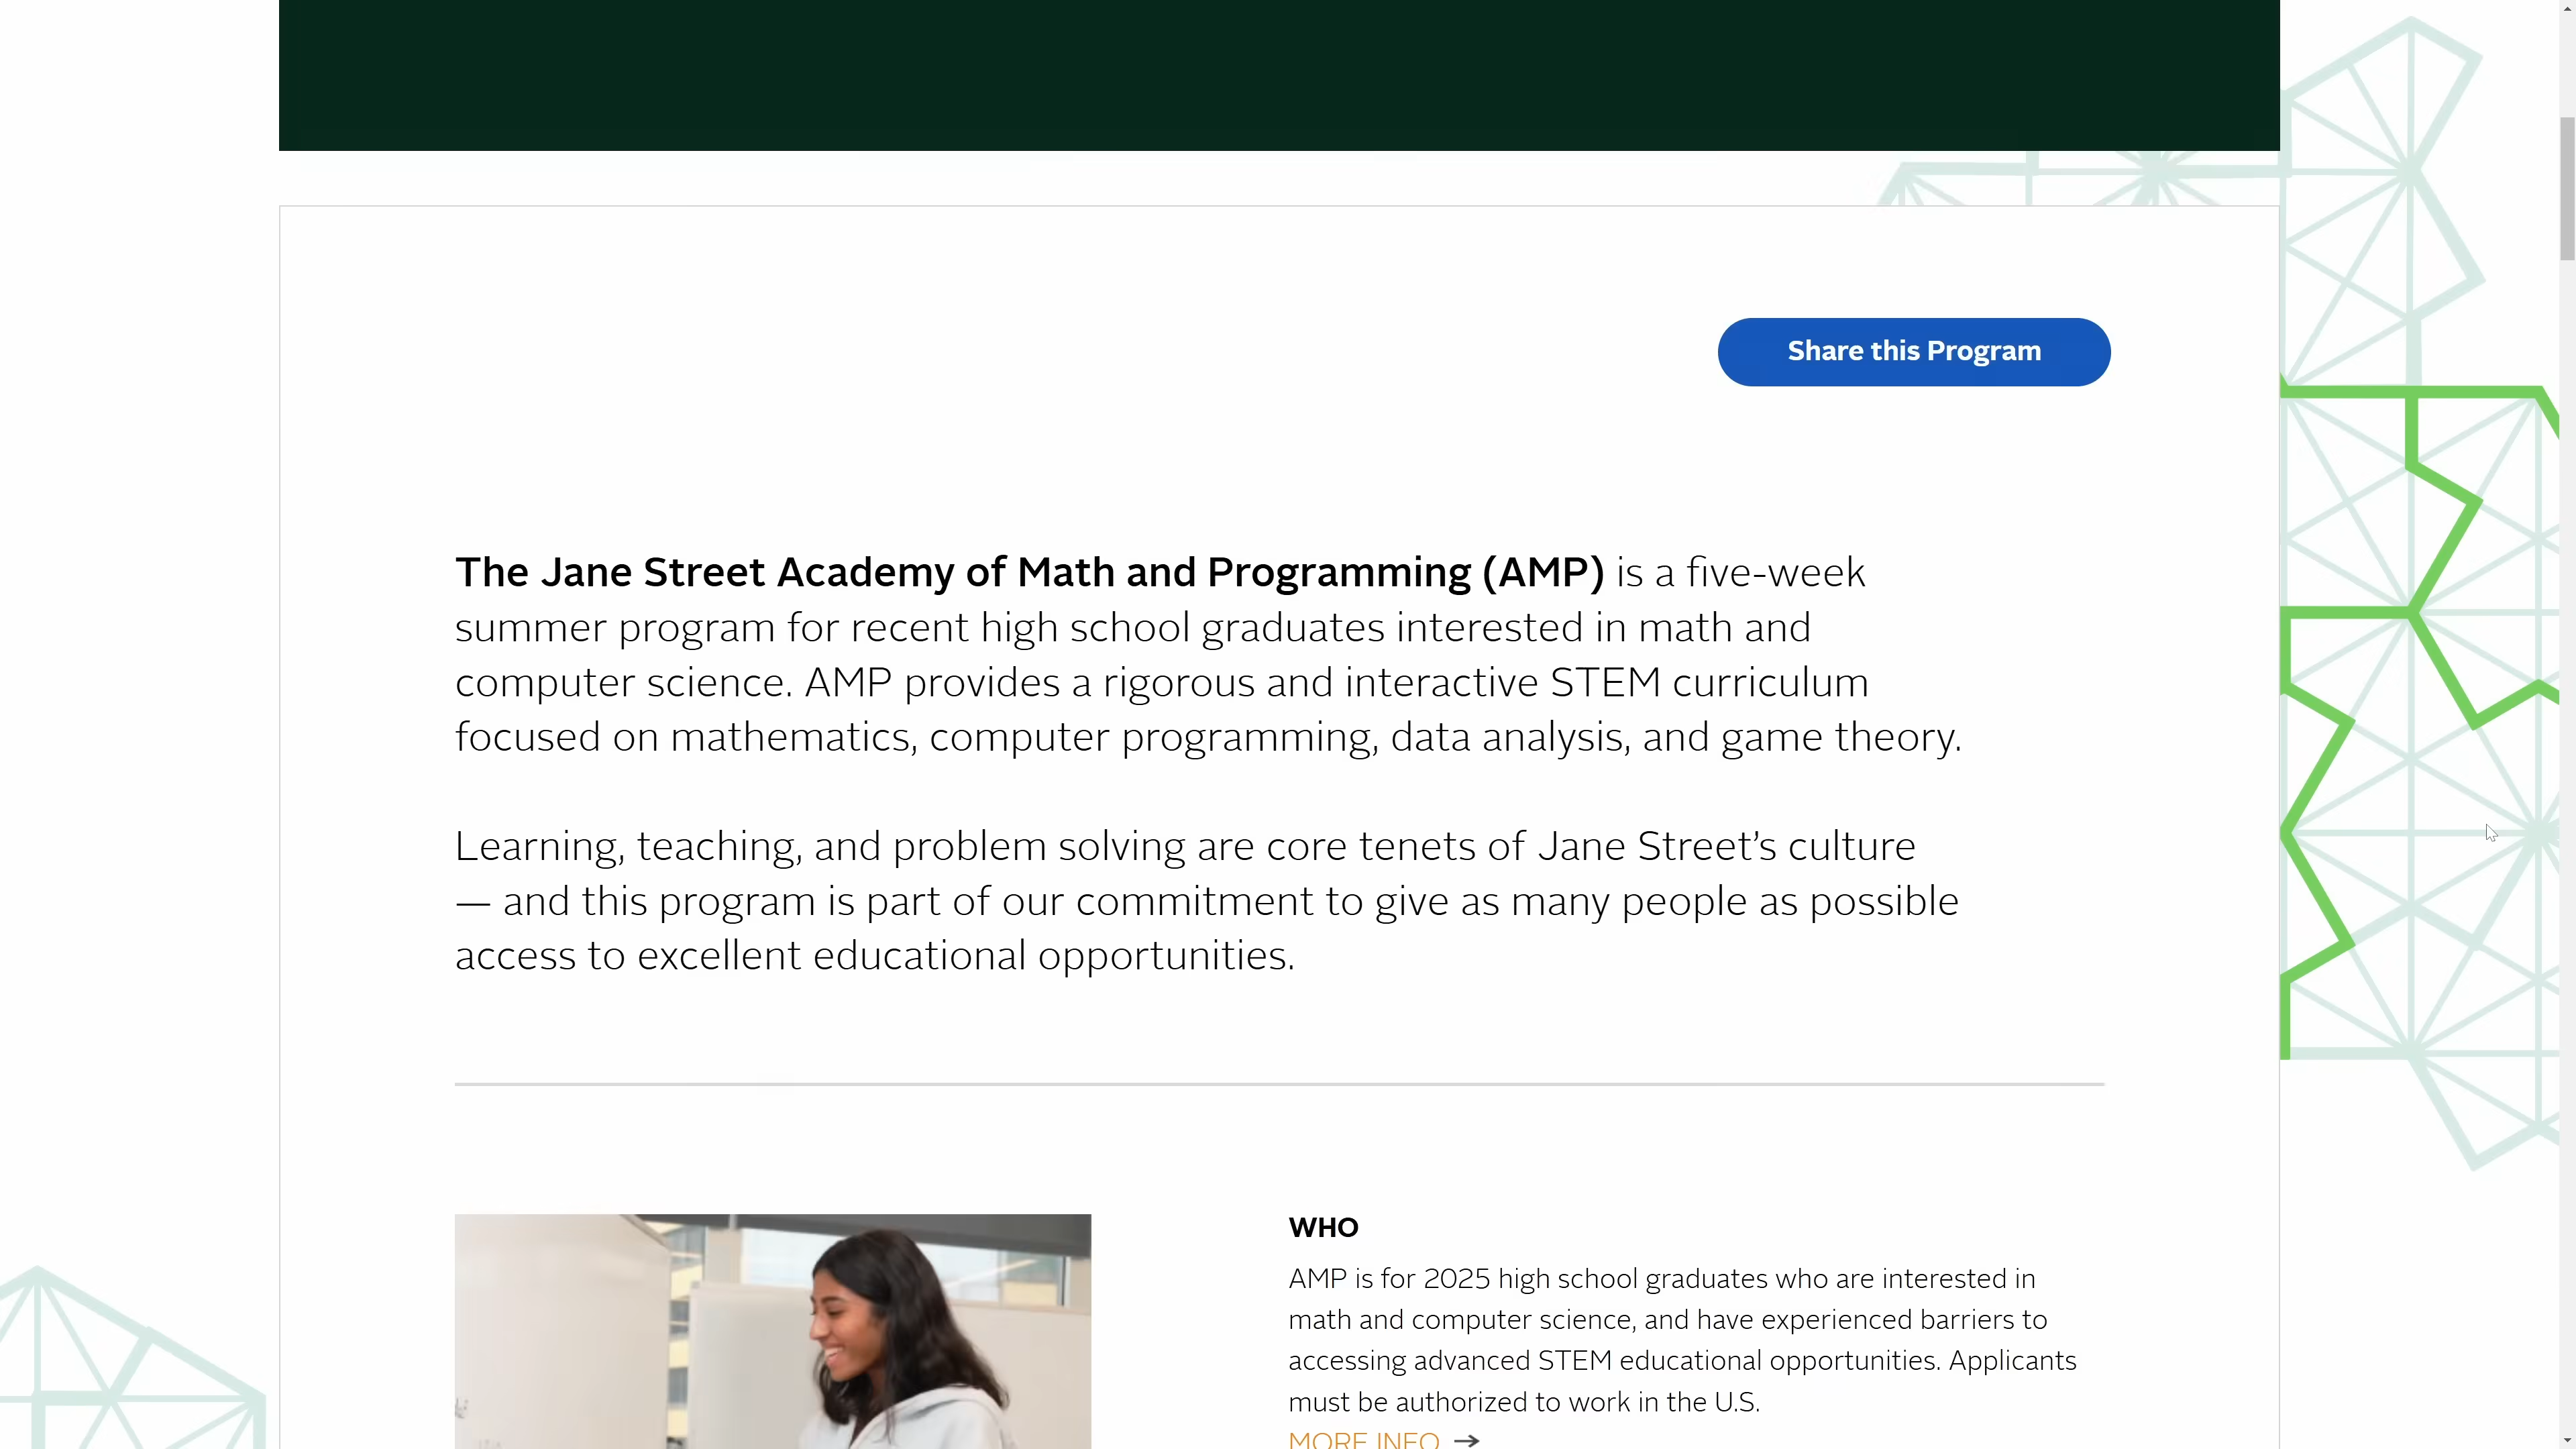 Share this Program
The Jane Street Academy of Math and Programming (AMP) is a five-week
summer program for recent high school graduates interested in math and
computer science. AMP provides a rigorous and interactive STEM curriculum
focused on mathematics, computer programming, data analysis, and game theory.
Learning, teaching, and problem solving are core tenets of Jane Street’s culture
— and this program is part of our commitment to give as many people as possible
access to excellent educational opportunities.
WHO
AMP is for 2025 high school graduates who are interested in
math and computer science, and have experienced barriers to
accessing advanced STEM educational opportunities. Applicants
must be authorized to work in the U.S.
MORE INFO →